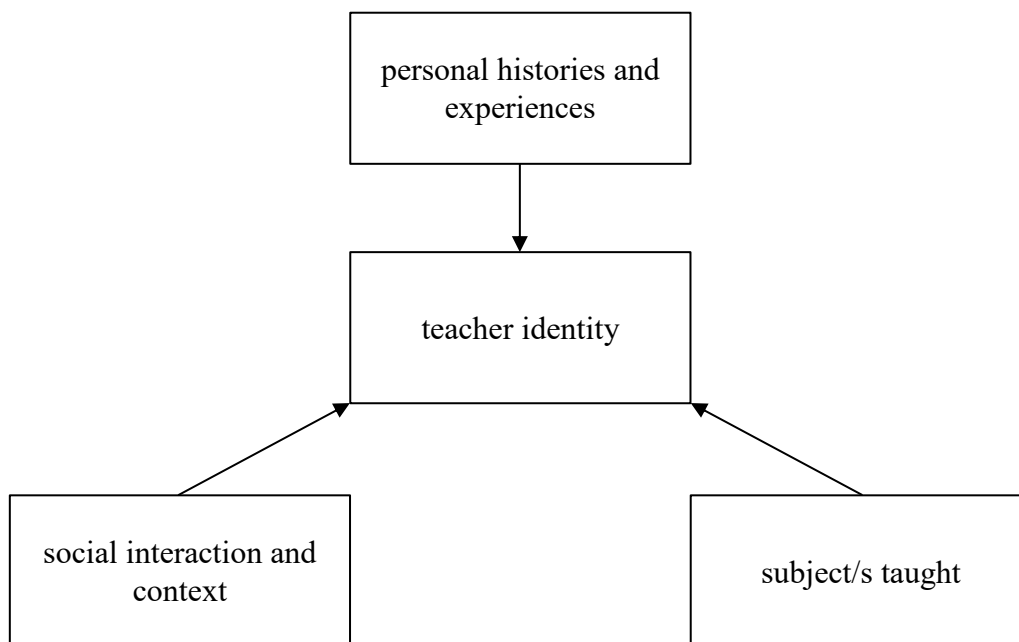 personal histories and
experiences
teacher identity
social interaction and
context
subject/s taught